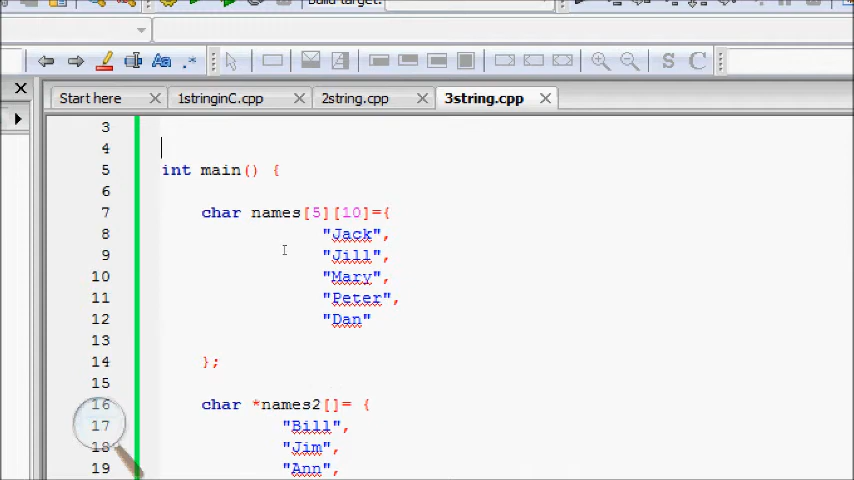 Build target:
Aa .*
S C
Start here 1stringinC.cpp 2string.cpp 3string.cpp
3
4
5 int main() {
6
7 char names[5][10]={
8 "Jack",
9 "Jill",
10 "Mary",
11 "Peter",
12 "Dan"
13
14 };
15
16 char *names2[]= {
17 "Bill",
18 "Jim",
19 "Ann",